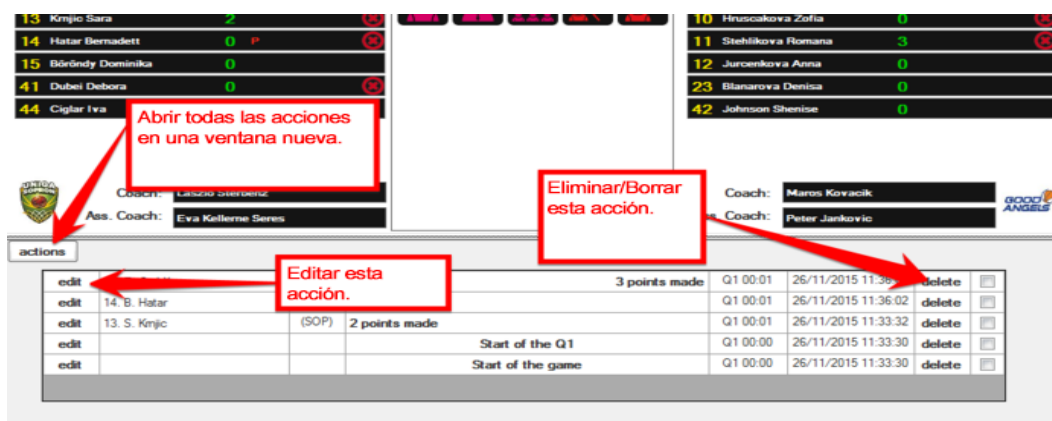 13 Krnjic Sara 2
14 Hatar Bernadett 0 P
15 Böröndy Dominika 0
41 Dubei Debora 0
44 Ciglar Iva
10 Hruscakova Zofia 0
11 Stehlikova Romana 3
12 Jurcenkova Anna 0
23 Blanarova Denisa 0
42 Johnson Shenise 0
Abrir todas las acciones
en una ventana nueva.
Eliminar/Borrar
esta acción.
UNIQA
SOPRON
Coach:
Ass. Coach: Eva Kellerne Seres
Coach: Maros Kovacik
Coach: Peter Jankovic
GOOD
ANGELS
actions
Editar esta
acción.
edit 3 points made Q1 00:01 26/11/2015 delete
edit 14. B. Hatar Q1 00:01 26/11/2015 11:36:02 delete
edit 13. S. Krnjic (SOP) 2 points made Q1 00:01 26/11/2015 11:33:32 delete
edit Start of the Q1 Q1 00:00 26/11/2015 11:33:30 delete
edit Start of the game Q1 00:00 26/11/2015 11:33:30 delete